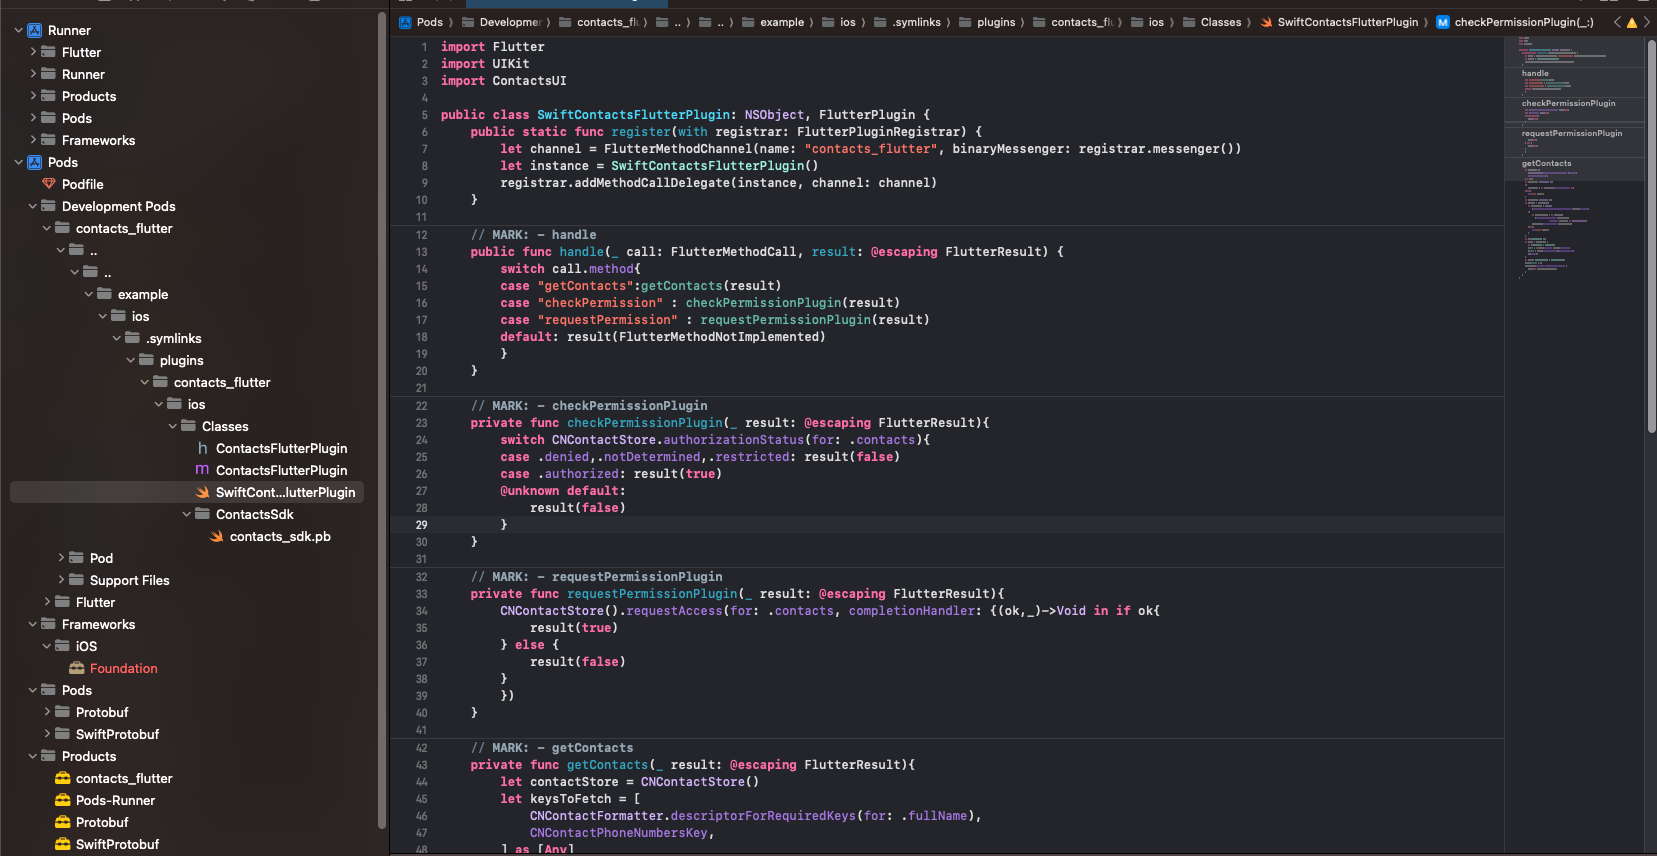 Runner
Flutter
Runner
Products
Pods
Frameworks
Pods
Podfile
Development Pods
contacts_flutter
..
..
example
ios
.symlinks
plugins
contacts_flutter
ios
Classes
h ContactsFlutterPlugin
m ContactsFlutterPlugin
SwiftCont...lutterPlugin
ContactsSdk
contacts_sdk.pb
Pod
Support Files
Flutter
Frameworks
iOS
Foundation
Pods
Protobuf
SwiftProtobuf
Products
contacts_flutter
Pods-Runner
Protobuf
SwiftProtobuf
Pods 〉 Developmer 〉 contacts_fl 〉 .. 〉 .. 〉 example 〉 ios 〉 .symlinks 〉 plugins 〉 contacts_fl 〉 ios 〉 Classes 〉 SwiftContactsFlutterPlugin 〉 M checkPermissionPlugin(_:)
1 import Flutter
2 import UIKit
3 import ContactsUI
4
5 public class SwiftContactsFlutterPlugin: NSObject, FlutterPlugin {
6     public static func register(with registrar: FlutterPluginRegistrar) {
7         let channel = FlutterMethodChannel(name: "contacts_flutter", binaryMessenger: registrar.messenger())
8         let instance = SwiftContactsFlutterPlugin()
9         registrar.addMethodCallDelegate(instance, channel: channel)
10     }
11
12     // MARK: - handle
13     public func handle(_ call: FlutterMethodCall, result: @escaping FlutterResult) {
14         switch call.method{
15         case "getContacts":getContacts(result)
16         case "checkPermission" : checkPermissionPlugin(result)
17         case "requestPermission" : requestPermissionPlugin(result)
18         default: result(FlutterMethodNotImplemented)
19         }
20     }
21
22     // MARK: - checkPermissionPlugin
23     private func checkPermissionPlugin(_ result: @escaping FlutterResult){
24         switch CNContactStore.authorizationStatus(for: .contacts){
25         case .denied,.notDetermined,.restricted: result(false)
26         case .authorized: result(true)
27         @unknown default:
28             result(false)
29         }
30     }
31
32     // MARK: - requestPermissionPlugin
33     private func requestPermissionPlugin(_ result: @escaping FlutterResult){
34         CNContactStore().requestAccess(for: .contacts, completionHandler: {(ok,_)->Void in if ok{
35             result(true)
36         } else {
37             result(false)
38         }
39         })
40     }
41
42     // MARK: - getContacts
43     private func getContacts(_ result: @escaping FlutterResult){
44         let contactStore = CNContactStore()
45         let keysToFetch = [
46             CNContactFormatter.descriptorForRequiredKeys(for: .fullName),
47             CNContactPhoneNumbersKey,
48         ] as [Any]
handle
checkPermissionPlugin
requestPermissionPlugin
getContacts